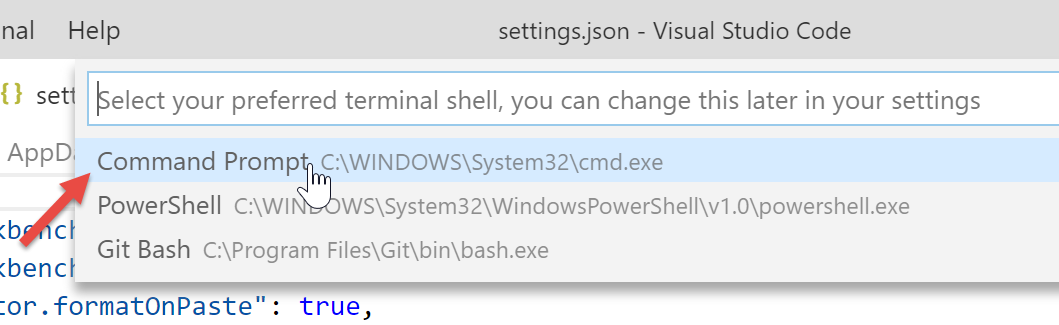 nal Help settings.json - Visual Studio Code
{} sett
Select your preferred terminal shell, you can change this later in your settings
AppDa
Command Prompt C:\WINDOWS\System32\cmd.exe
PowerShell C:\WINDOWS\System32\WindowsPowerShell\v1.0\powershell.exe
kbench
Git Bash C:\Program Files\Git\bin\bash.exe
kbench
tor.formatOnPaste": true,